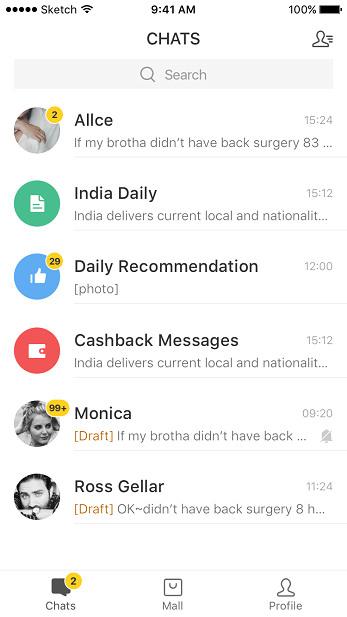 Sketch 9:41 AM 100%
CHATS
Search
2
Allce 15:24
If my brotha didn’t have back surgery 83 ...
India Daily 15:12
India delivers current local and nationalit...
29
Daily Recommendation 12:00
[photo]
Cashback Messages 15:12
India delivers current local and nationalit...
99+
Monica 09:20
[Draft] If my brotha didn’t have back ...
Ross Gellar 11:24
[Draft] OK~didn’t have back surgery 8 h...
2
Chats Mall Profile